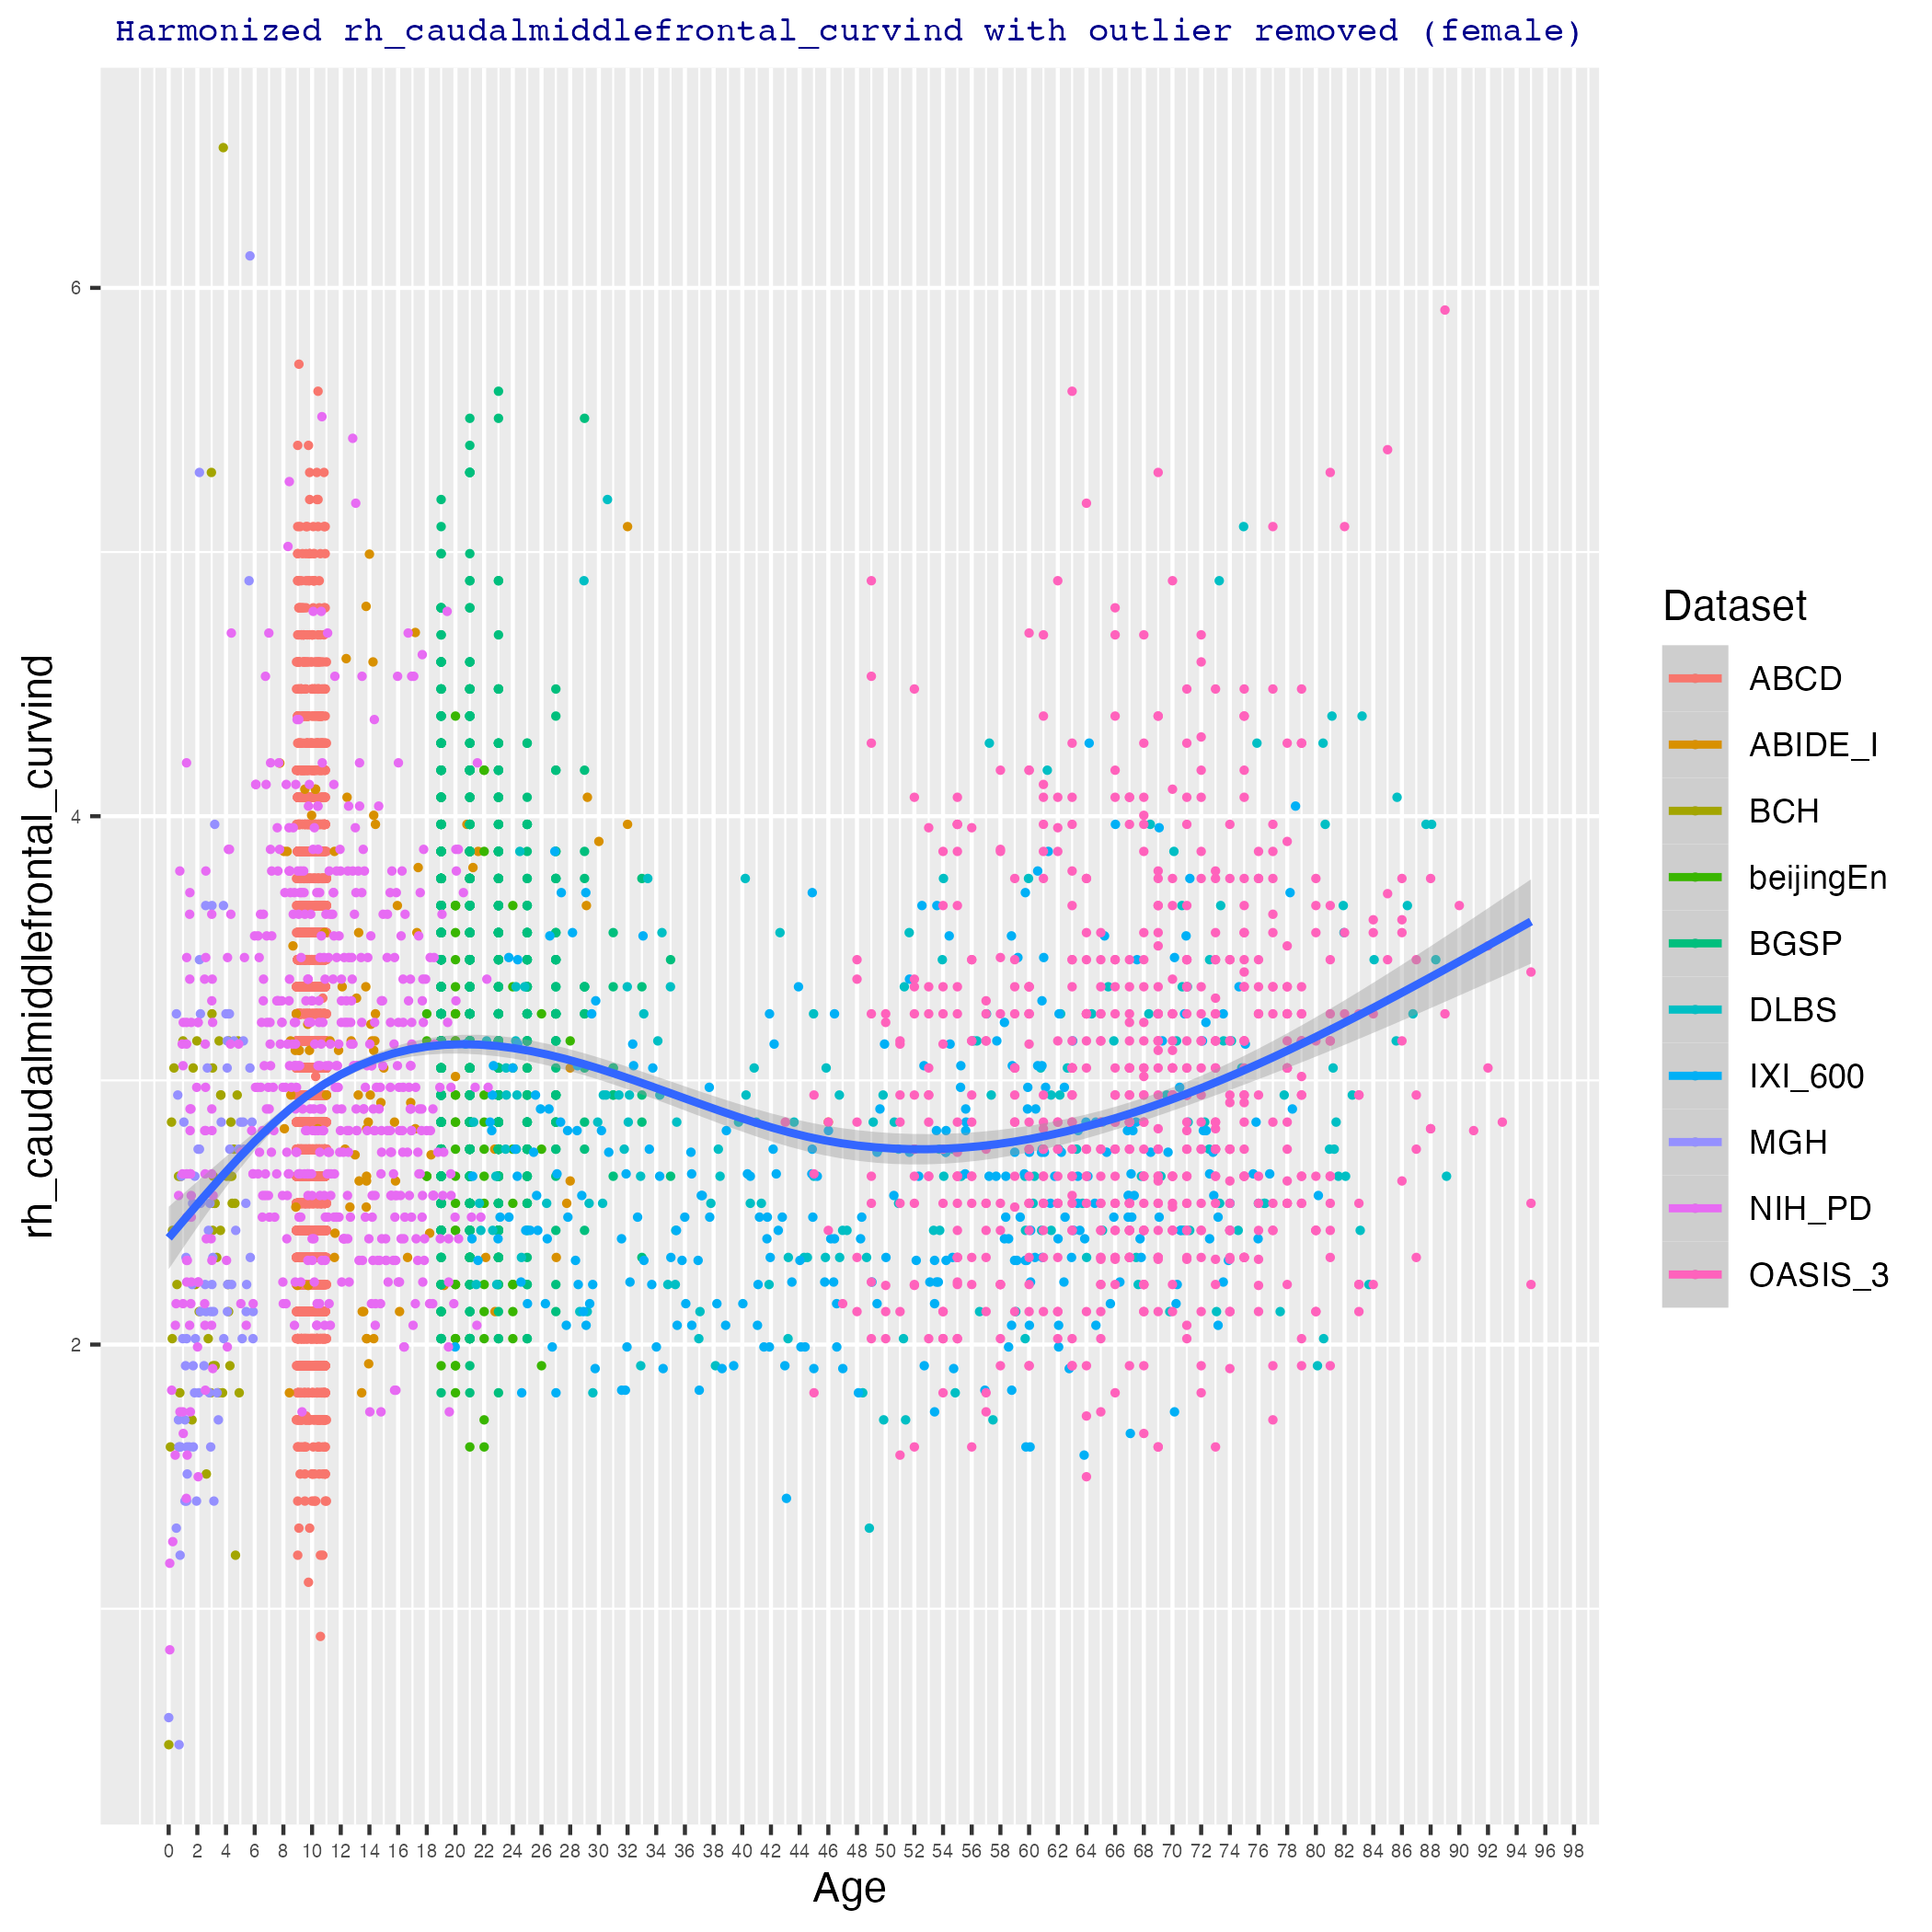 Harmonized rh_caudalmiddlefrontal_curvind with outlier removed (female)
rh_caudalmiddlefrontal_curvind
6
4
2
0 2 4 6 8 10 12 14 16 18 20 22 24 26 28 30 32 34 36 38 40 42 44 46 48 50 52 54 56 58 60 62 64 66 68 70 72 74 76 78 80 82 84 86 88 90 92 94 96 98
Age
Dataset
ABCD
ABIDE_I
BCH
beijingEn
BGSP
DLBS
IXI_600
MGH
NIH_PD
OASIS_3